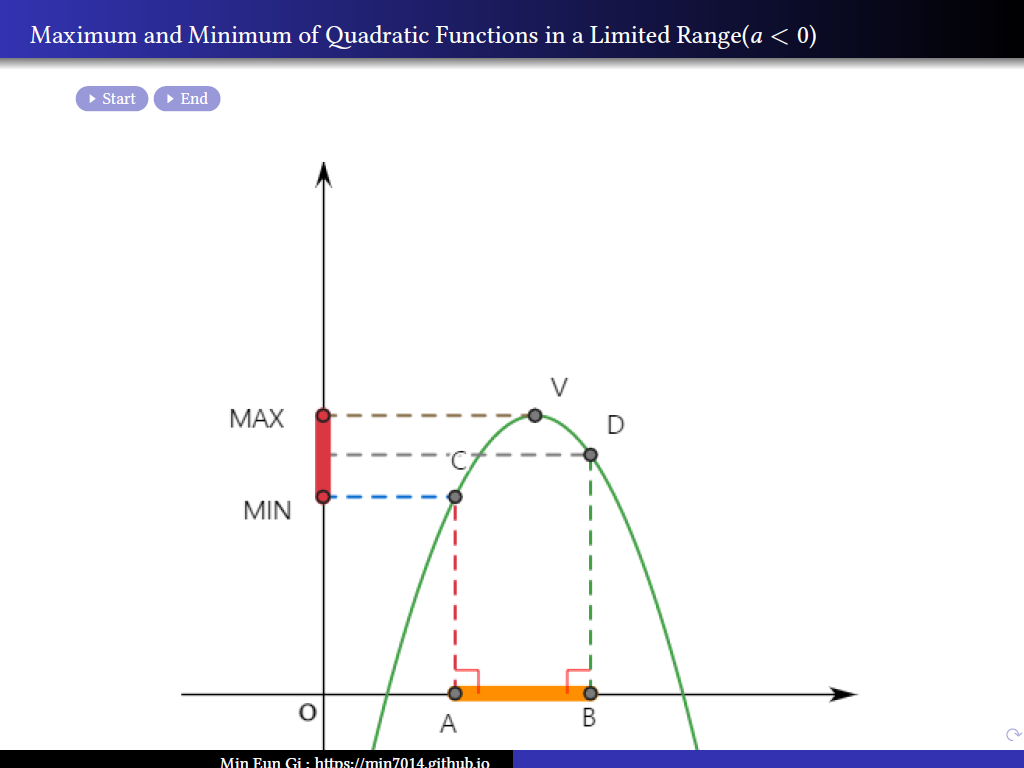 Maximum and Minimum of Quadratic Functions in a Limited Range(a < 0)
Start End
V
MAX
D
C
MIN
O
A
B
Min Eun Gi : https://min7014.github.io